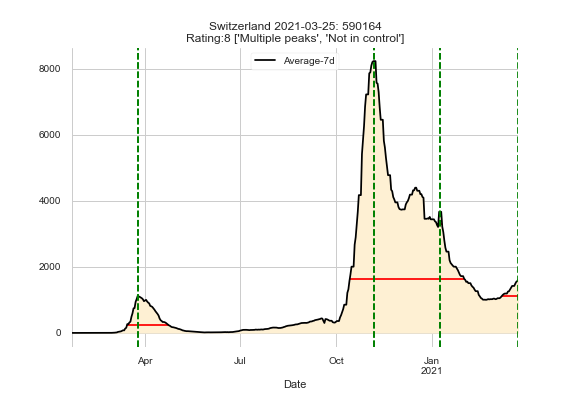 Switzerland 2021-03-25: 590164
Rating:8 ['Multiple peaks', 'Not in control']
Average-7d
8000
6000
4000
2000
0
Apr Jul Oct Jan
2021
Date